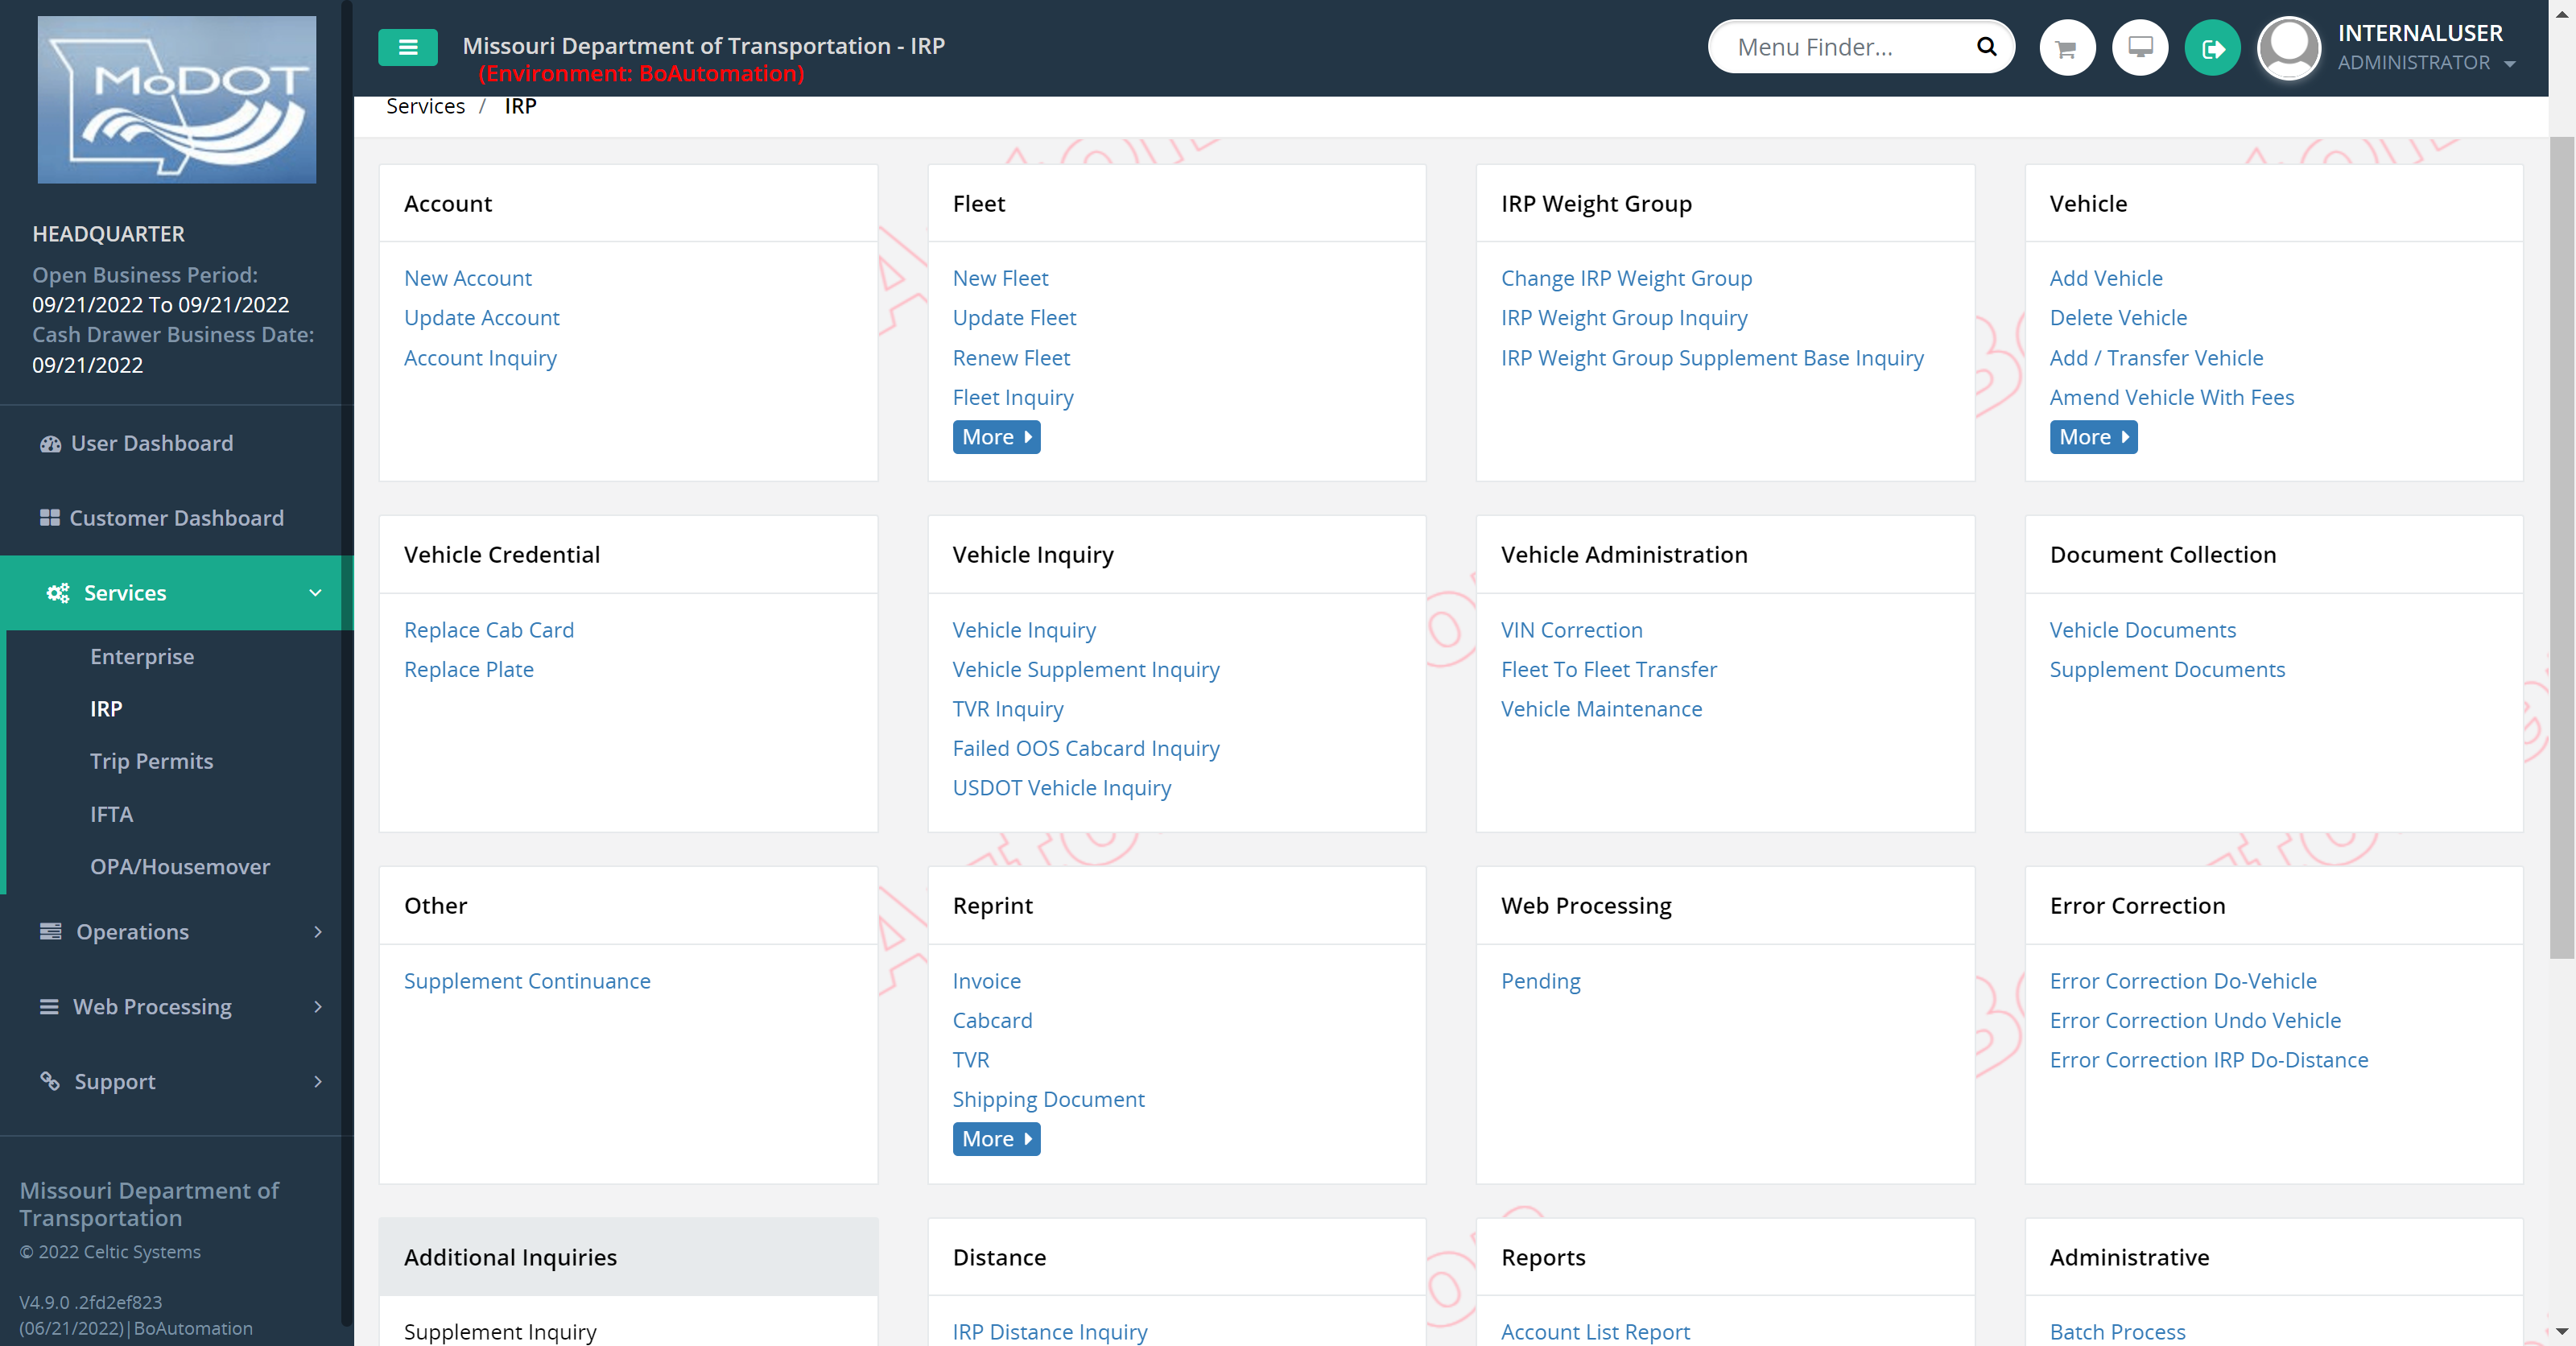 MoDOT
HEADQUARTER
Open Business Period:
09/21/2022 To 09/21/2022
Cash Drawer Business Date:
09/21/2022
User Dashboard
Customer Dashboard
Services
Enterprise
IRP
Trip Permits
IFTA
OPA/Housemover
Operations
Web Processing
Support
Missouri Department of
Transportation
© 2022 Celtic Systems
V4.9.0 .2fd2ef823
(06/21/2022)|BoAutomation
Missouri Department of Transportation - IRP
(Environment: BoAutomation)
Menu Finder...
INTERNALUSER
ADMINISTRATOR
Services / IRP
Account
New Account
Update Account
Account Inquiry
Fleet
New Fleet
Update Fleet
Renew Fleet
Fleet Inquiry
More
IRP Weight Group
Change IRP Weight Group
IRP Weight Group Inquiry
IRP Weight Group Supplement Base Inquiry
Vehicle
Add Vehicle
Delete Vehicle
Add / Transfer Vehicle
Amend Vehicle With Fees
More
Vehicle Credential
Replace Cab Card
Replace Plate
Vehicle Inquiry
Vehicle Inquiry
Vehicle Supplement Inquiry
TVR Inquiry
Failed OOS Cabcard Inquiry
USDOT Vehicle Inquiry
Vehicle Administration
VIN Correction
Fleet To Fleet Transfer
Vehicle Maintenance
Document Collection
Vehicle Documents
Supplement Documents
Other
Supplement Continuance
Reprint
Invoice
Cabcard
TVR
Shipping Document
More
Web Processing
Pending
Error Correction
Error Correction Do-Vehicle
Error Correction Undo Vehicle
Error Correction IRP Do-Distance
Additional Inquiries
Supplement Inquiry
Distance
IRP Distance Inquiry
Reports
Account List Report
Administrative
Batch Process